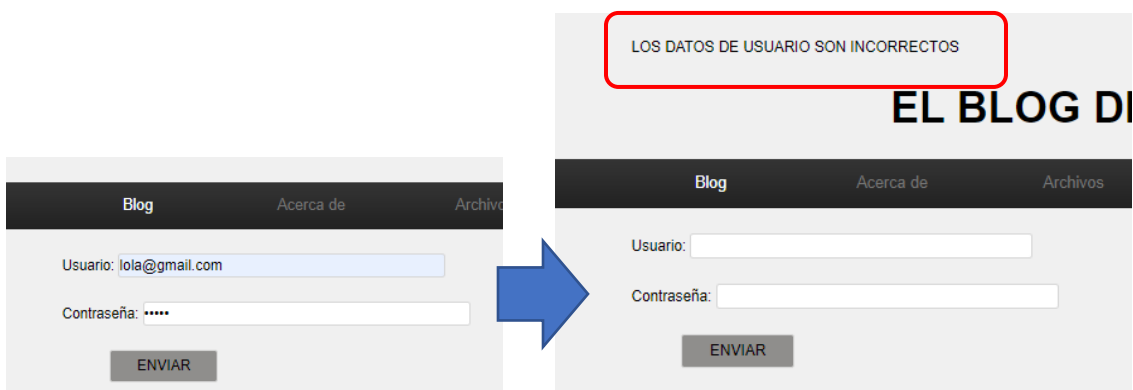 Blog Acerca de Archivo
Usuario: lola@gmail.com
Contraseña: •••••
ENVIAR
LOS DATOS DE USUARIO SON INCORRECTOS
EL BLOG DE
Blog Acerca de Archivos
Usuario:
Contraseña:
ENVIAR